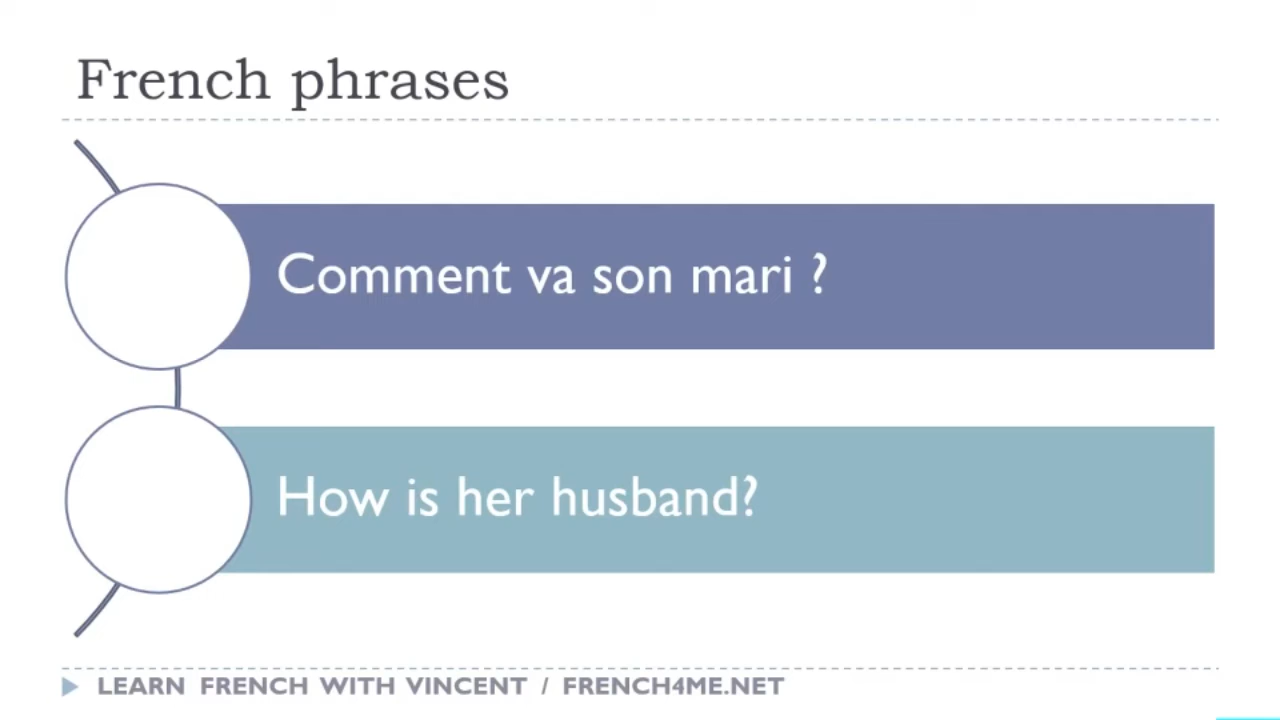 French phrases
Comment va son mari ?
How is her husband?
LEARN FRENCH WITH VINCENT / FRENCH4ME.NET